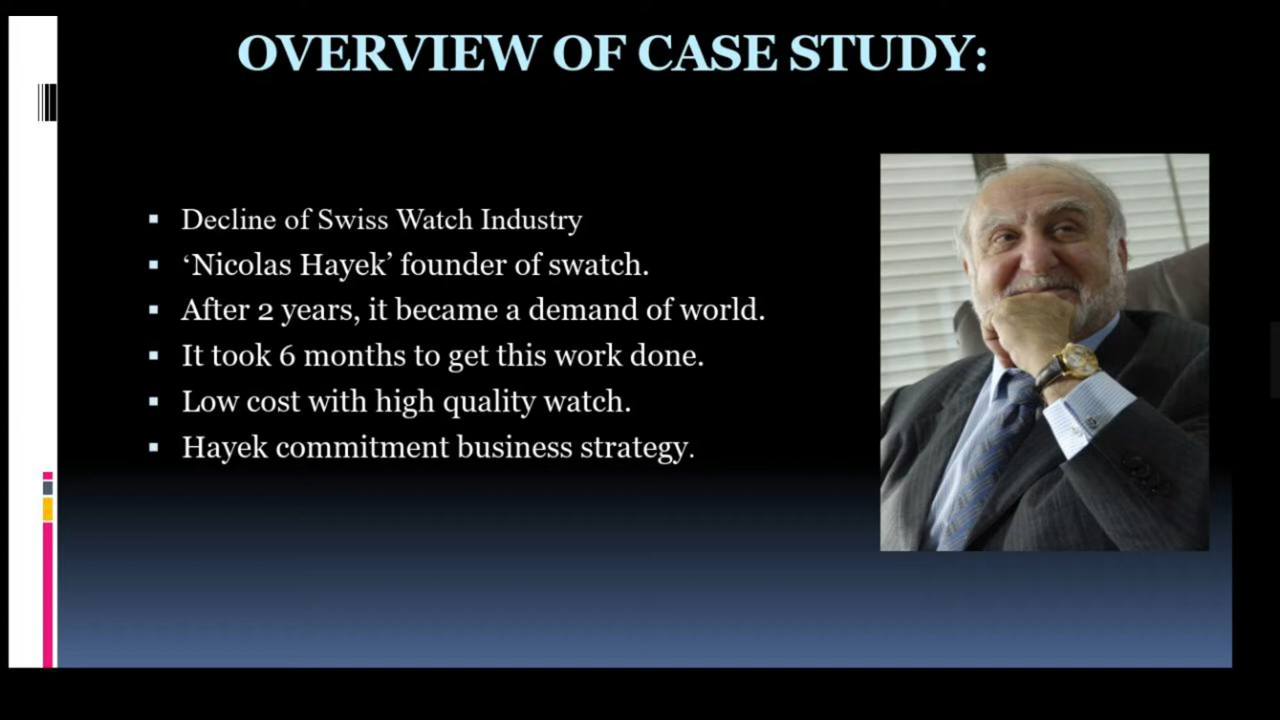 OVERVIEW OF CASE STUDY:
Decline of Swiss Watch Industry
‘Nicolas Hayek’ founder of swatch.
After 2 years, it became a demand of world.
It took 6 months to get this work done.
Low cost with high quality watch.
Hayek commitment business strategy.